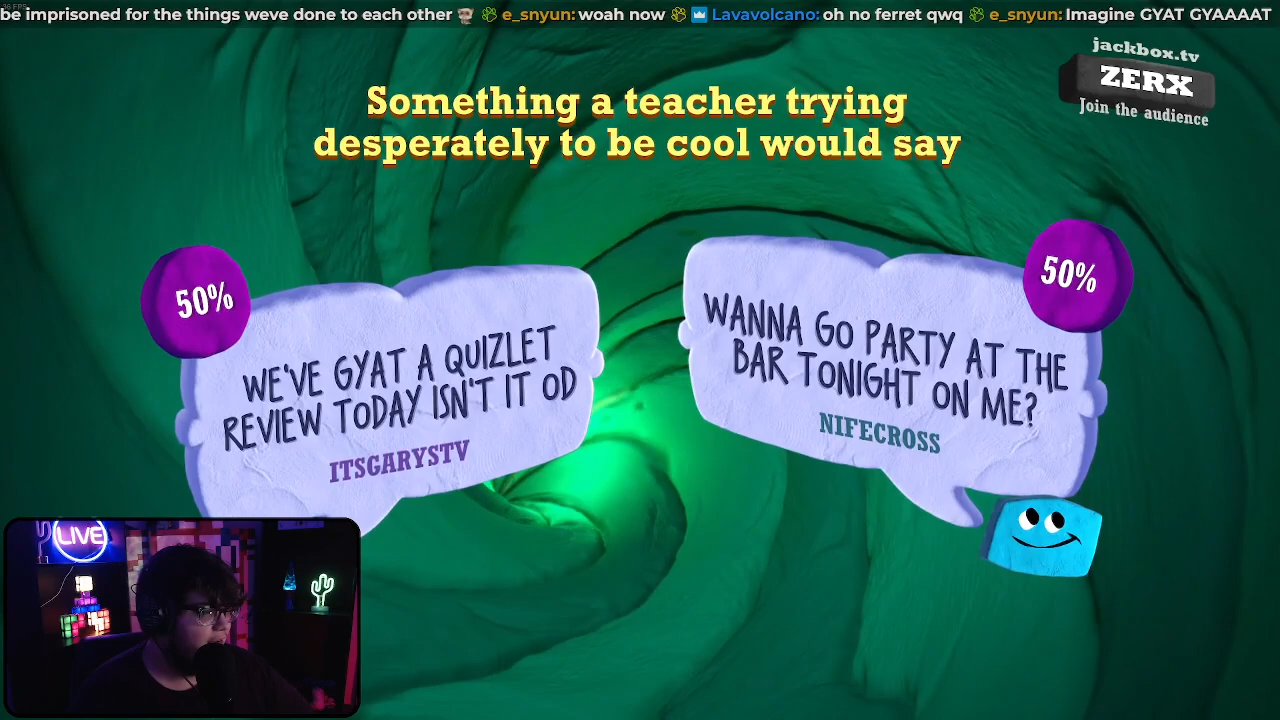 36 FPS
be imprisoned for the things weve done to each other e_snyun: woah now Lavavolcano: oh no ferret qwq e_snyun: Imagine GYAT GYAAAAT
jackbox.tv
ZERX
Join the audience
Something a teacher trying
desperately to be cool would say
50%
WE'VE GYAT A QUIZLET
REVIEW TODAY ISN'T IT OD
ITSGARYSTV
50%
WANNA GO PARTY AT THE
BAR TONIGHT ON ME?
NIFECROSS
LIVE